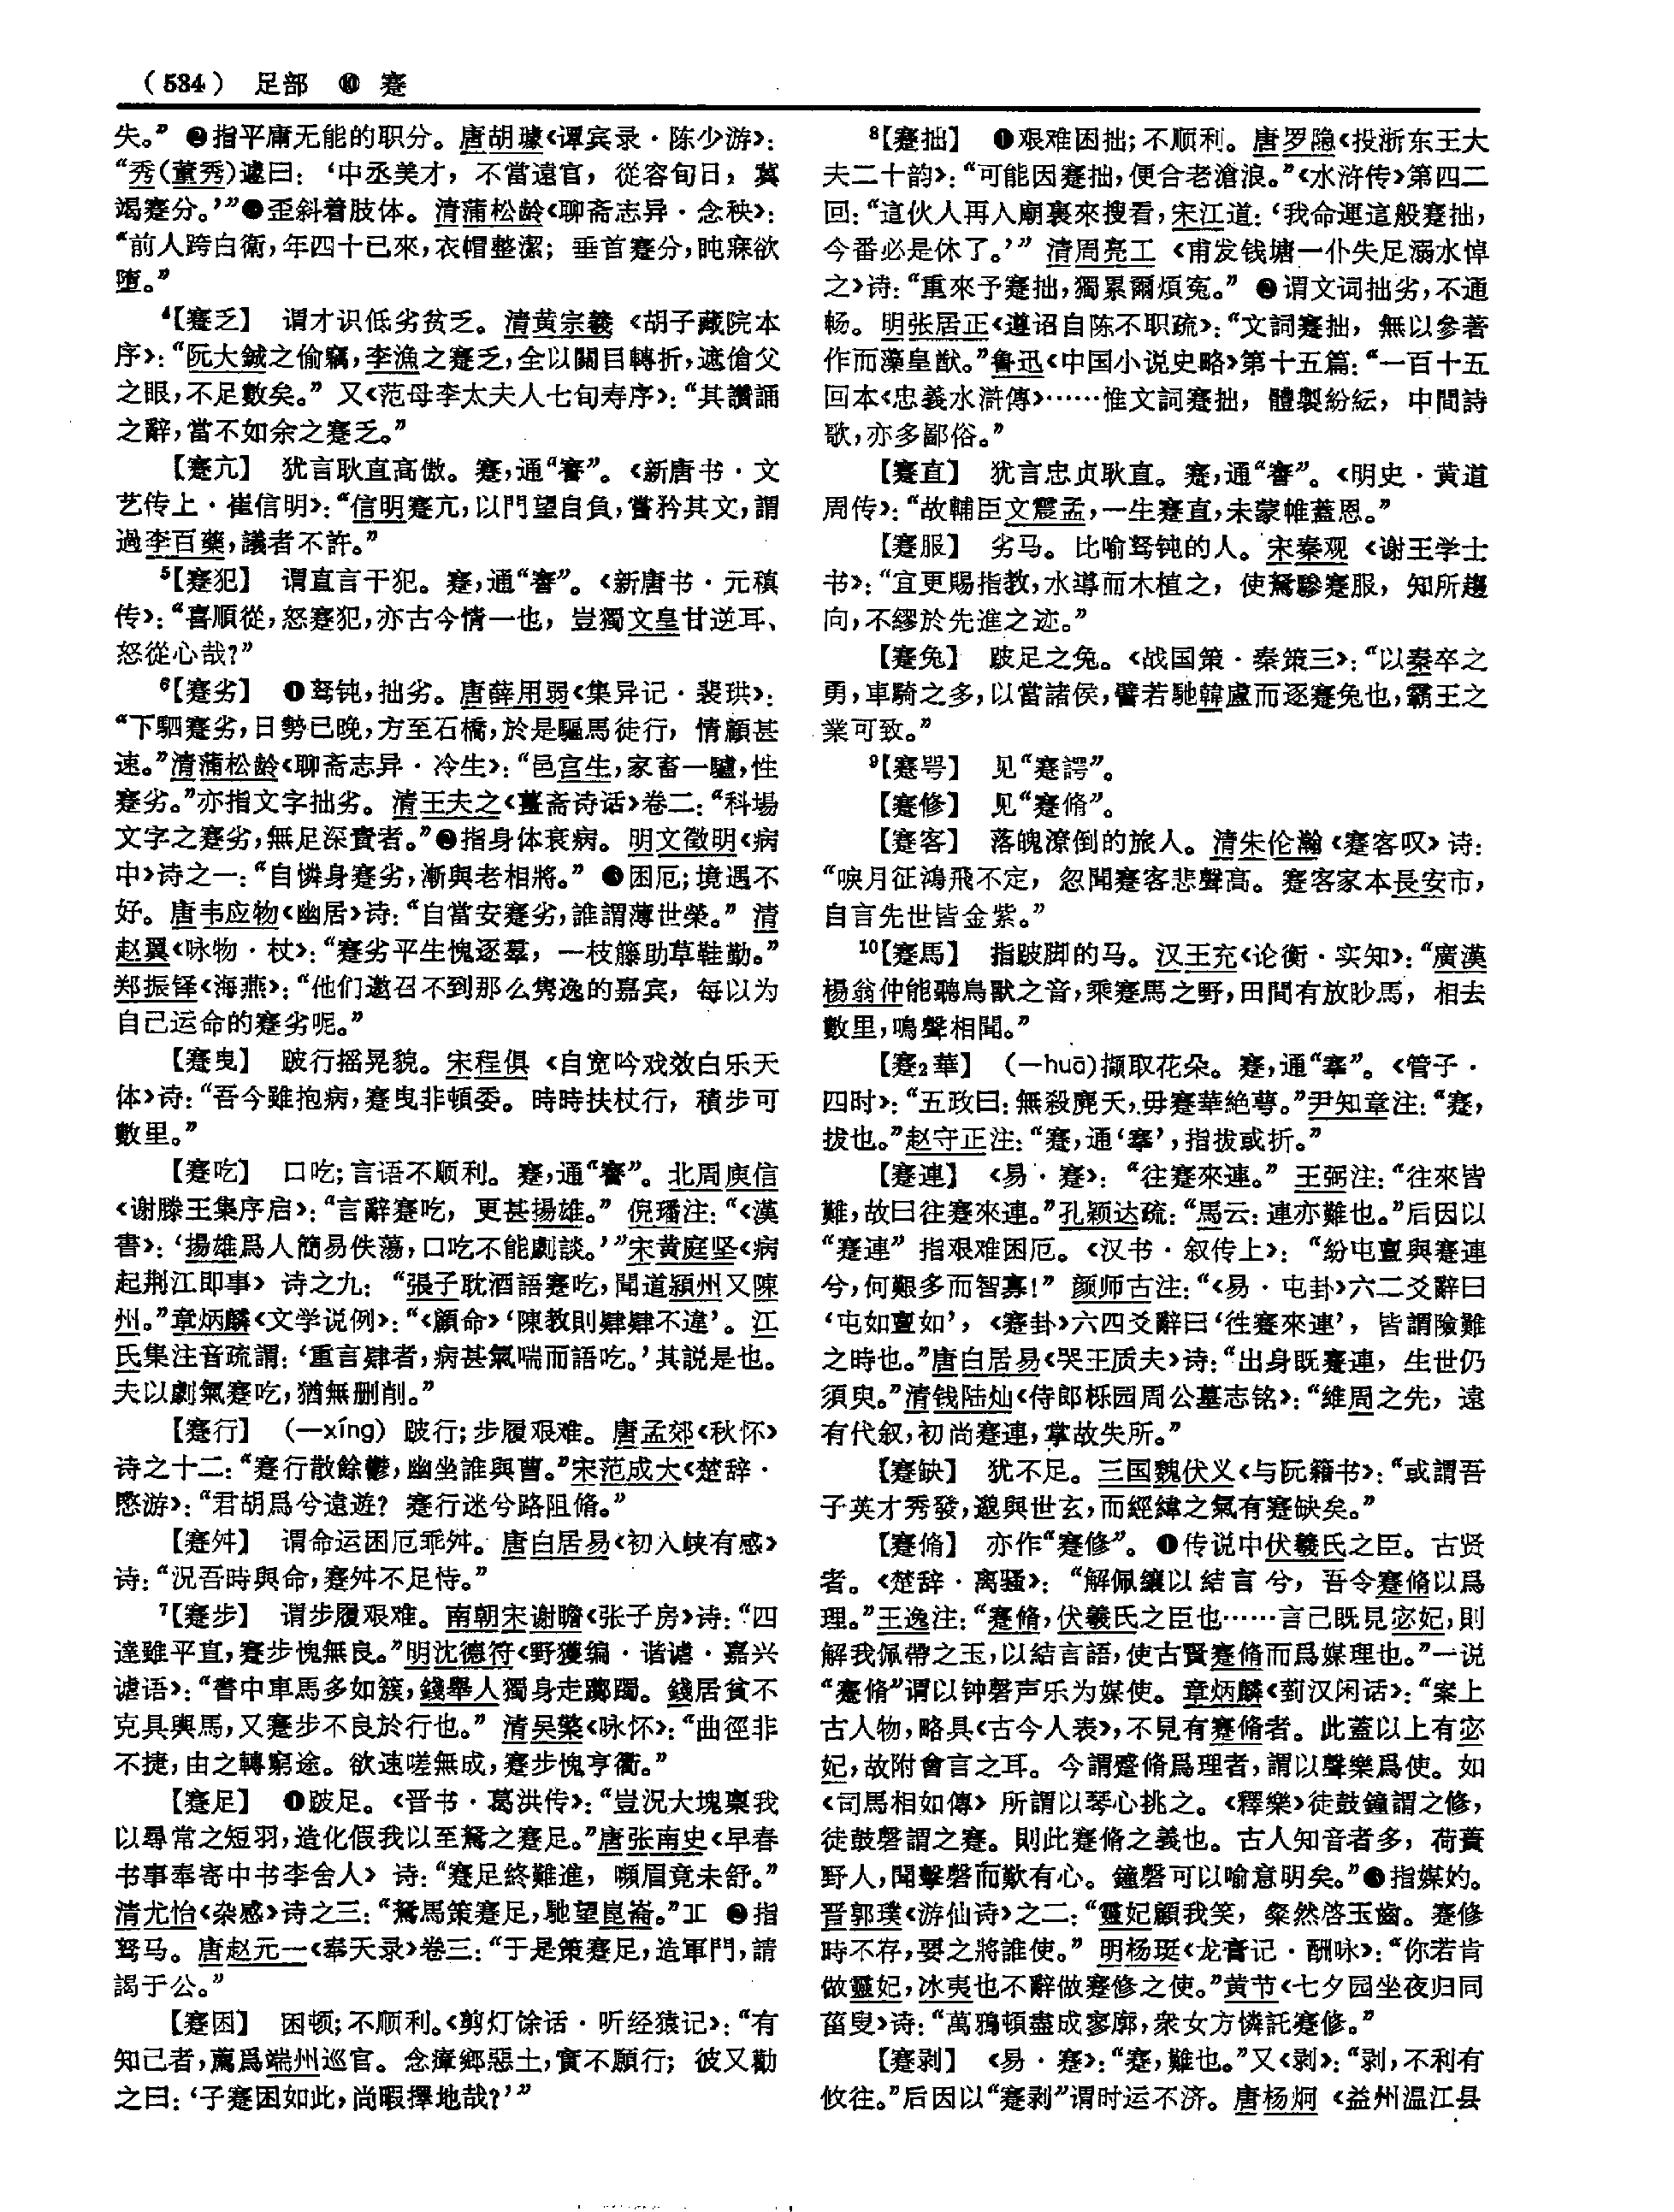 （534） 足部 ⑩ 蹇
失。” ❷指平庸无能的职分。唐胡璩《谭宾录·陈少游》：
“秀（董秀）遽曰：‘中丞美才，不當遠官，從容旬日，冀
竭蹇分。’”❸歪斜着肢体。清蒲松龄《聊斋志异·念秧》：
“前人跨白衛，年四十已來，衣帽整潔；垂首蹇分，盹寐欲
墮。”
⁴【蹇乏】 谓才识低劣贫乏。清黄宗羲《胡子藏院本
序》：“阮大鋮之偷竊，李漁之蹇乏，全以關目轉折，遮傖父
之眼，不足數矣。” 又《范母李太夫人七旬寿序》：“其讚誦
之辭，當不如余之蹇乏。”
【蹇亢】 犹言耿直高傲。蹇，通“謇”。《新唐书·文
艺传上·崔信明》：“信明蹇亢，以門望自負，嘗矜其文，謂
過李百藥，議者不許。”
⁵【蹇犯】 谓直言干犯。蹇，通“謇”。《新唐书·元稹
传》：“喜順從，怒蹇犯，亦古今情一也，豈獨文皇甘逆耳、
怒從心哉？”
⁶【蹇劣】 ❶驽钝，拙劣。唐薛用弱《集异记·裴珙》：
“下駟蹇劣，日勢已晚，方至石橋，於是驅馬徒行，情顧甚
速。”清蒲松龄《聊斋志异·冷生》：“邑宫生，家畜一驢，性
蹇劣。”亦指文字拙劣。清王夫之《薑斋诗话》卷二：“科場
文字之蹇劣，無足深責者。”❷指身体衰病。明文徵明《病
中》诗之一：“自憐身蹇劣，漸與老相將。” ❸困厄；境遇不
好。唐韦应物《幽居》诗：“自當安蹇劣，誰謂薄世榮。” 清
赵翼《咏物·杖》：“蹇劣平生愧逐羣，一枝籐助草鞋勤。”
郑振铎《海燕》：“他们邀召不到那么隽逸的嘉宾，每以为
自己运命的蹇劣呢。”
【蹇曳】 跛行摇晃貌。宋程俱《自宽吟戏效白乐天
体》诗：“吾今雖抱病，蹇曳非頓委。時時扶杖行，積步可
數里。”
【蹇吃】 口吃；言语不顺利。蹇，通“謇”。北周庾信
《谢滕王集序启》：“言辭蹇吃，更甚揚雄。” 倪璠注：“《漢
書》：‘揚雄爲人簡易佚蕩，口吃不能劇談。’”宋黄庭坚《病
起荆江即事》诗之九：“張子耽酒語蹇吃，聞道潁州又陳
州。”章炳麟《文学说例》：“《顧命》‘陳教則肄肄不違’。江
氏集注音疏謂：‘重言肄者，病甚氣喘而語吃。’其説是也。
夫以劇氣蹇吃，猶無删削。”
【蹇行】 （—xíng）跛行；步履艰难。唐孟郊《秋怀》
诗之十二：“蹇行散餘鬱，幽坐誰與曹。”宋范成大《楚辞·
愍游》：“君胡爲兮遠遊？蹇行迷兮路阻脩。”
【蹇舛】 谓命运困厄乖舛。唐白居易《初入峡有感》
诗：“況吾時與命，蹇舛不足恃。”
⁷【蹇步】 谓步履艰难。南朝宋谢瞻《张子房》诗：“四
達雖平直，蹇步愧無良。”明沈德符《野獲编·谐谑·嘉兴
谑语》：“暬中車馬多如簇，錢舉人獨身走躑躅。錢居貧不
克具輿馬，又蹇步不良於行也。” 清吴檠《咏怀》：“曲徑非
不捷，由之轉窮途。欲速嗟無成，蹇步愧亨衢。”
【蹇足】 ❶跛足。《晋书·葛洪传》：“豈況大塊稟我
以尋常之短羽，造化假我以至駑之蹇足。”唐张南史《早春
书事奉寄中书李舍人》诗：“蹇足終難進，嚬眉竟未舒。”
清尤怡《杂感》诗之三：“駑馬策蹇足，馳望崑崙。” ❷指
驽马。唐赵元一《奉天录》卷三：“于是策蹇足，造軍門，請
謁于公。”
【蹇困】 困顿；不顺利。《剪灯馀话·听经猿记》：“有
知己者，薦爲端州巡官。念瘴鄉惡土，實不願行；彼又勸
之曰：‘子蹇困如此，尚暇擇地哉？’”
⁸【蹇拙】 ❶艰难困拙；不顺利。唐罗隐《投浙东王大
夫二十韵》：“可能因蹇拙，便合老滄浪。”《水浒传》第四二
回：“這伙人再入廟裏來搜看，宋江道：‘我命運這般蹇拙，
今番必是休了。’” 清周亮工《甫发钱塘一仆失足溺水悼
之》诗：“重來予蹇拙，獨累爾煩寃。” ❷谓文词拙劣，不通
畅。明张居正《遵诏自陈不职疏》：“文詞蹇拙，無以參著
作而藻皇猷。”鲁迅《中国小说史略》第十五篇：“一百十五
回本《忠義水滸傳》……惟文詞蹇拙，體製紛紜，中間詩
歌，亦多鄙俗。”
【蹇直】 犹言忠贞耿直。蹇，通“謇”。《明史·黄道
周传》：“故輔臣文震孟，一生蹇直，未蒙帷蓋恩。”
【蹇服】 劣马。比喻驽钝的人。宋秦观《谢王学士
书》：“宜更賜指教，水導而木植之，使駑驂蹇服，知所趨
向，不繆於先進之迹。”
【蹇兔】 跛足之兔。《战国策·秦策三》：“以秦卒之
勇，車騎之多，以當諸侯，譬若馳韓盧而逐蹇兔也，霸王之
業可致。”
⁹【蹇咢】 见“蹇諤”。
【蹇修】 见“蹇脩”。
【蹇客】 落魄潦倒的旅人。清朱伦瀚《蹇客叹》诗：
“唳月征鴻飛不定，忽聞蹇客悲聲高。蹇客家本長安市，
自言先世皆金紫。”
¹⁰【蹇馬】 指跛脚的马。汉王充《论衡·实知》：“廣漢
楊翁仲能聽鳥獸之音，乘蹇馬之野，田間有放眇馬，相去
數里，鳴聲相聞。”
【蹇₂華】 （—huā）撷取花朵。蹇，通“搴”。《管子·
四时》：“五政曰：無殺麑夭，毋蹇華絶萼。”尹知章注：“蹇，
拔也。”赵守正注：“蹇，通‘搴’，指拔或折。”
【蹇連】 《易·蹇》：“往蹇來連。” 王弼注：“往來皆
難，故曰往蹇來連。”孔颖达疏：“馬云：連亦難也。”后因以
“蹇連” 指艰难困厄。《汉书·叙传上》：“紛屯亶與蹇連
兮，何艱多而智寡！” 颜师古注：“《易·屯卦》六二爻辭曰
‘屯如亶如’，《蹇卦》六四爻辭曰‘往蹇來連’，皆謂險難
之時也。”唐白居易《哭王质夫》诗：“出身既蹇連，生世仍
須臾。”清钱陆灿《侍郎栎园周公墓志铭》：“維周之先，遠
有代叙，初尚蹇連，掌故失所。”
【蹇缺】 犹不足。三国魏伏义《与阮籍书》：“或謂吾
子英才秀發，邈與世玄，而經緯之氣有蹇缺矣。”
【蹇脩】 亦作“蹇修”。❶传说中伏羲氏之臣。古贤
者。《楚辞·离骚》：“解佩纕以結言兮，吾令蹇脩以爲
理。”王逸注：“蹇脩，伏羲氏之臣也……言己既見宓妃，則
解我佩帶之玉，以結言語，使古賢蹇脩而爲媒理也。”一说
“蹇脩”谓以钟磬声乐为媒使。章炳麟《菿汉闲话》：“案上
古人物，略具《古今人表》，不見有蹇脩者。此蓋以上有宓
妃，故附會言之耳。今謂蹇脩爲理者，謂以聲樂爲使。如
《司馬相如傳》所謂以琴心挑之。《釋樂》徒鼓鐘謂之修，
徒鼓磬謂之蹇。則此蹇脩之義也。古人知音者多，荷蕢
野人，聞擊磬而歎有心。鐘磬可以喻意明矣。”❸指媒妁。
晋郭璞《游仙诗》之二：“靈妃顧我笑，粲然啓玉齒。蹇修
時不存，要之將誰使。” 明杨珽《龙膏记·酬咏》：“你若肯
做靈妃，冰夷也不辭做蹇修之使。”黄节《七夕园坐夜归同
菑叟》诗：“萬鴉頓盡成寥廓，衆女方憐託蹇修。”
【蹇剥】 《易·蹇》：“蹇，難也。”又《剥》：“剥，不利有
攸往。”后因以“蹇剥”谓时运不济。唐杨炯《益州温江县